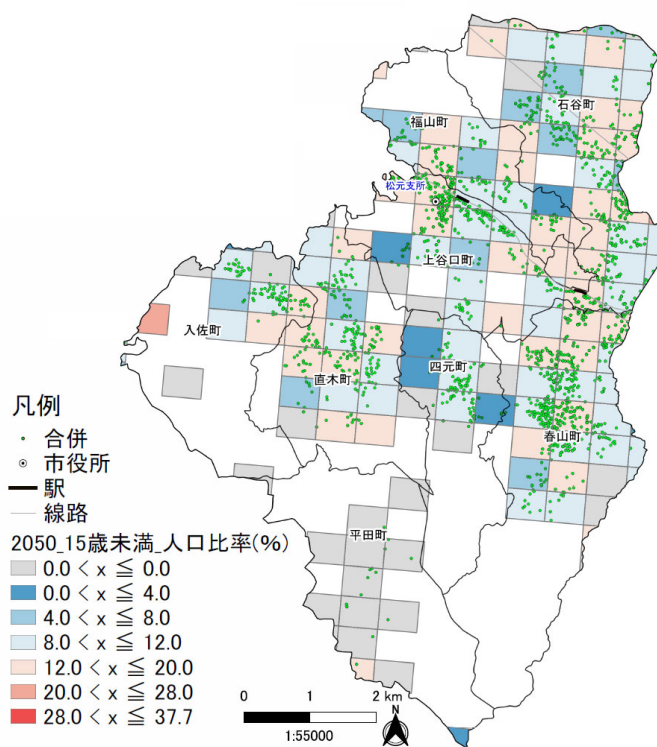 石谷町
福山町
松元支所
上谷口町
入佐町
直木町
四元町
春山町
平田町
凡例
合併
市役所
駅
線路
2050_15歳未満_人口比率(%)
0.0 < x ≦ 0.0
0.0 < x ≦ 4.0
4.0 < x ≦ 8.0
8.0 < x ≦ 12.0
12.0 < x ≦ 20.0
20.0 < x ≦ 28.0
28.0 < x ≦ 37.7
0 1 2 km
N
1:55000